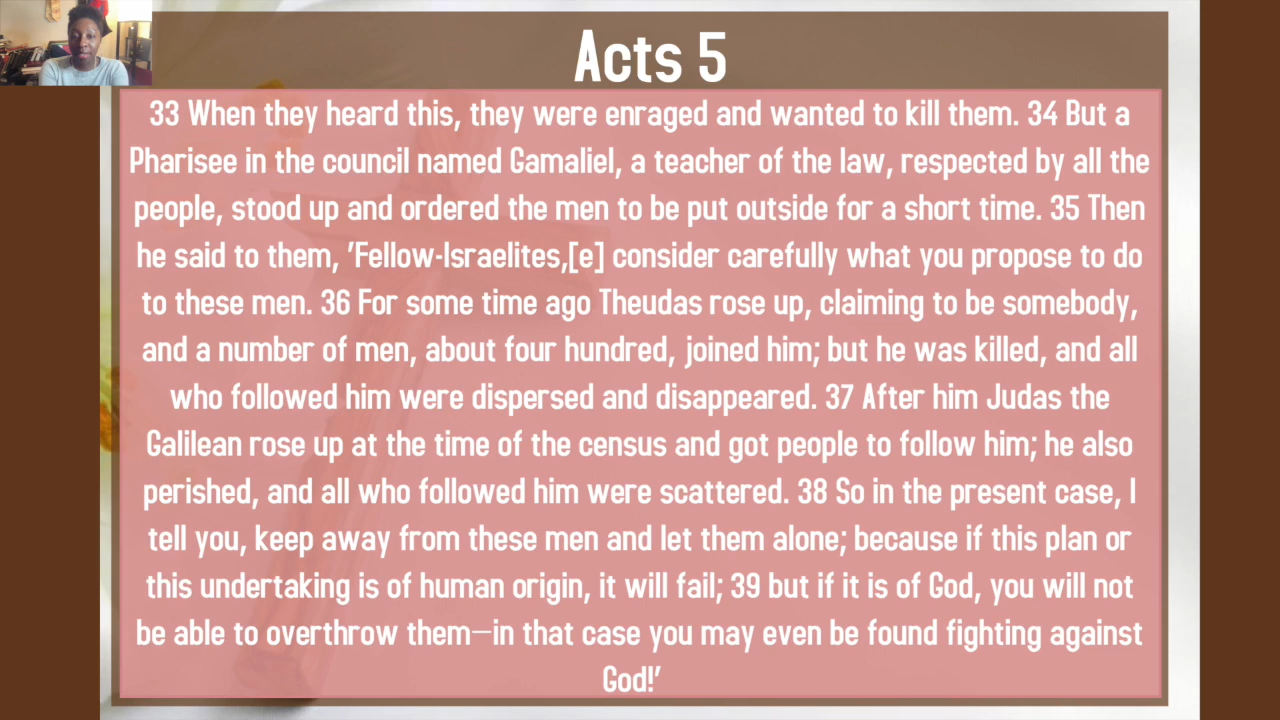 Acts 5
33 When they heard this, they were enraged and wanted to kill them. 34 But a
Pharisee in the council named Gamaliel, a teacher of the law, respected by all the
people, stood up and ordered the men to be put outside for a short time. 35 Then
he said to them, 'Fellow-Israelites,[e] consider carefully what you propose to do
to these men. 36 For some time ago Theudas rose up, claiming to be somebody,
and a number of men, about four hundred, joined him; but he was killed, and all
who followed him were dispersed and disappeared. 37 After him Judas the
Galilean rose up at the time of the census and got people to follow him; he also
perished, and all who followed him were scattered. 38 So in the present case, I
tell you, keep away from these men and let them alone; because if this plan or
this undertaking is of human origin, it will fail; 39 but if it is of God, you will not
be able to overthrow them—in that case you may even be found fighting against
God!'